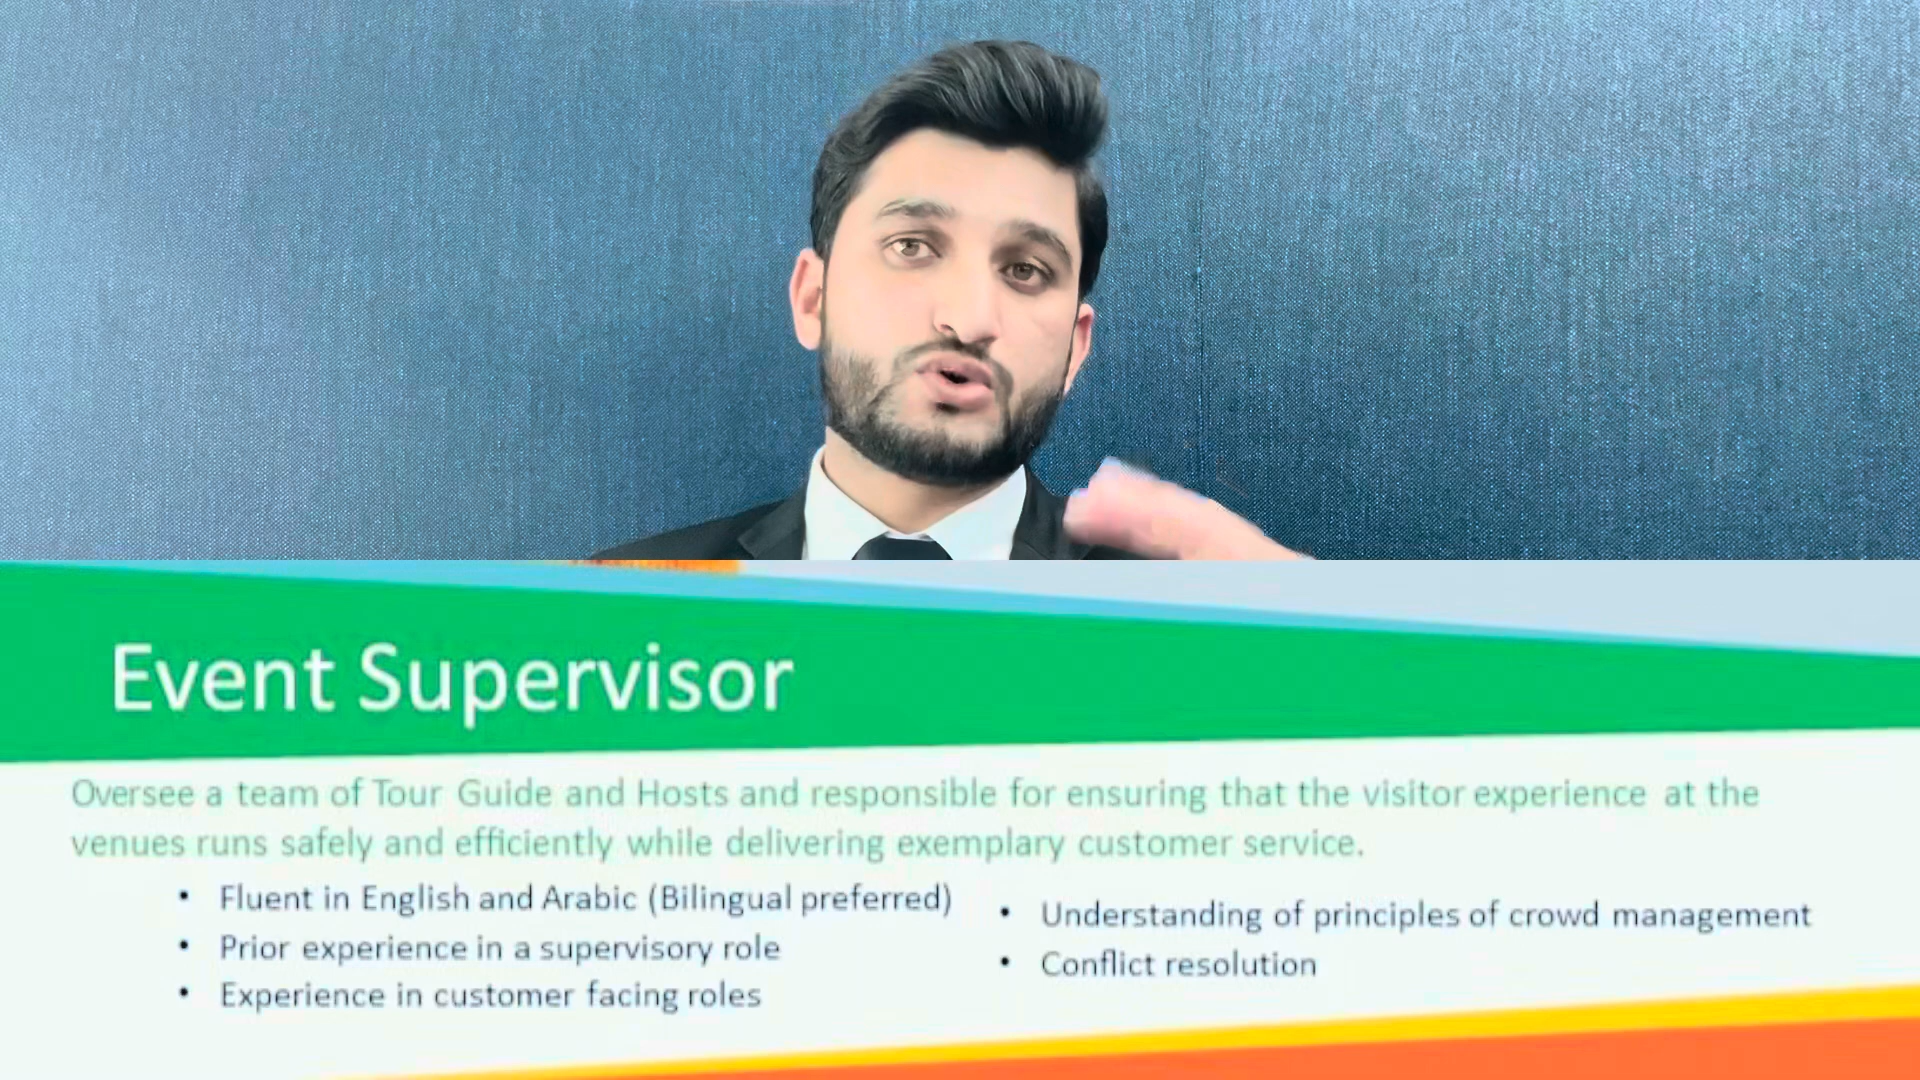 Event Supervisor
Oversee a team of Tour Guide and Hosts and responsible for ensuring that the visitor experience at the
venues runs safely and efficiently while delivering exemplary customer service.
• Fluent in English and Arabic (Bilingual preferred)
• Prior experience in a supervisory role
• Experience in customer facing roles
• Understanding of principles of crowd management
• Conflict resolution